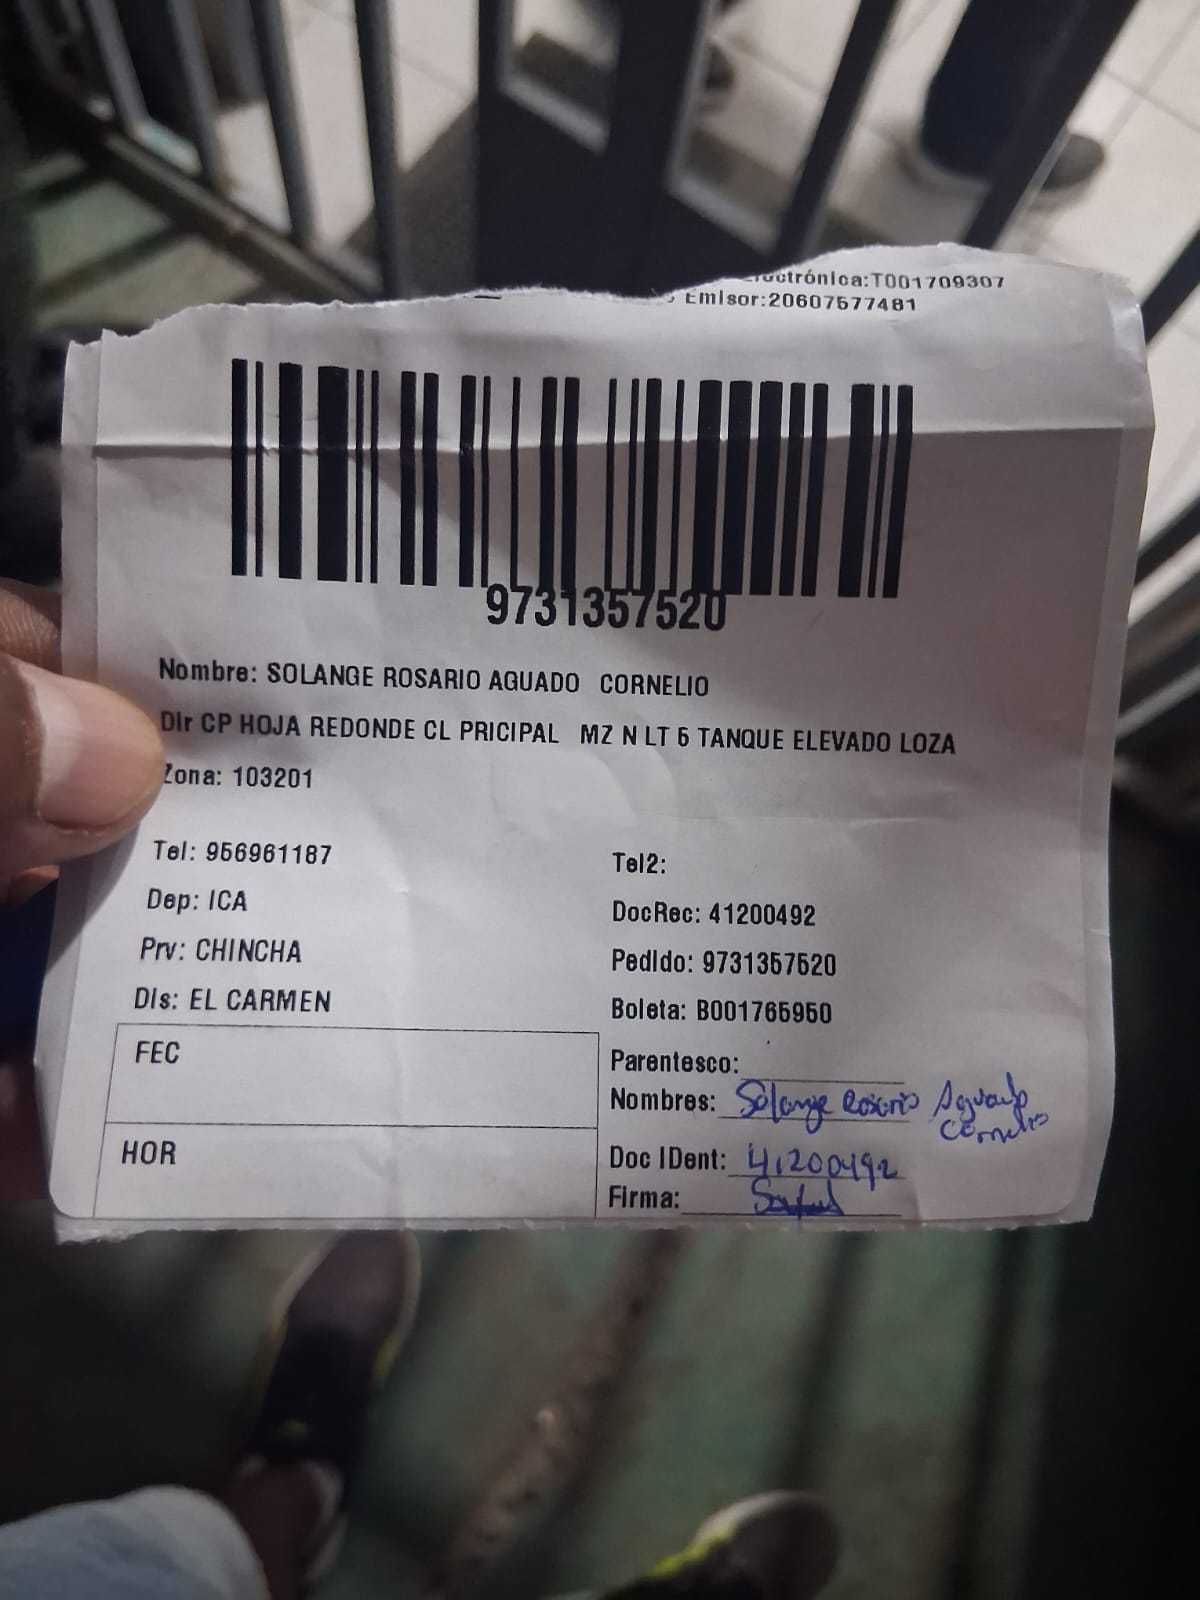 ectrónica:T001709307
Emisor:20607577481
9731357520
Nombre: SOLANGE ROSARIO AGUADO CORNELIO
Dir CP HOJA REDONDE CL PRICIPAL MZ N LT 5 TANQUE ELEVADO LOZA
Zona: 103201
Tel: 956961187
Tel2:
Dep: ICA
DocRec: 41200492
Prv: CHINCHA
Pedido: 9731357520
Dis: EL CARMEN
Boleta: B001765950
FEC
Parentesco:
Nombres: Solange Rosario Aguado
Cornelio
HOR
Doc IDent: 41200492
Firma: